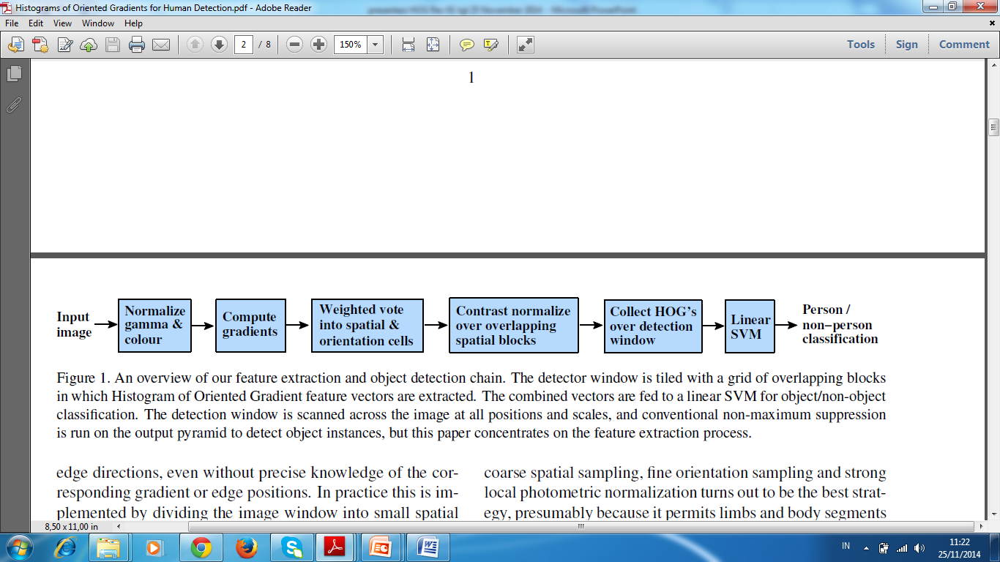 Histograms of Oriented Gradients for Human Detection.pdf - Adobe Reader
File Edit View Window Help
2 / 8 150% Tools Sign Comment
1
Input
image
Normalize
gamma &
colour
Compute
gradients
Weighted vote
into spatial &
orientation cells
Contrast normalize
over overlapping
spatial blocks
Collect HOG's
over detection
window
Linear
SVM
Person /
non–person
classification
Figure 1. An overview of our feature extraction and object detection chain. The detector window is tiled with a grid of overlapping blocks
in which Histogram of Oriented Gradient feature vectors are extracted. The combined vectors are fed to a linear SVM for object/non-object
classification. The detection window is scanned across the image at all positions and scales, and conventional non-maximum suppression
is run on the output pyramid to detect object instances, but this paper concentrates on the feature extraction process.
edge directions, even without precise knowledge of the cor-
responding gradient or edge positions. In practice this is im-
plemented by dividing the image window into small spatial
coarse spatial sampling, fine orientation sampling and strong
local photometric normalization turns out to be the best strat-
egy, presumably because it permits limbs and body segments
8,50 x 11,00 in
IN
11:22
25/11/2014